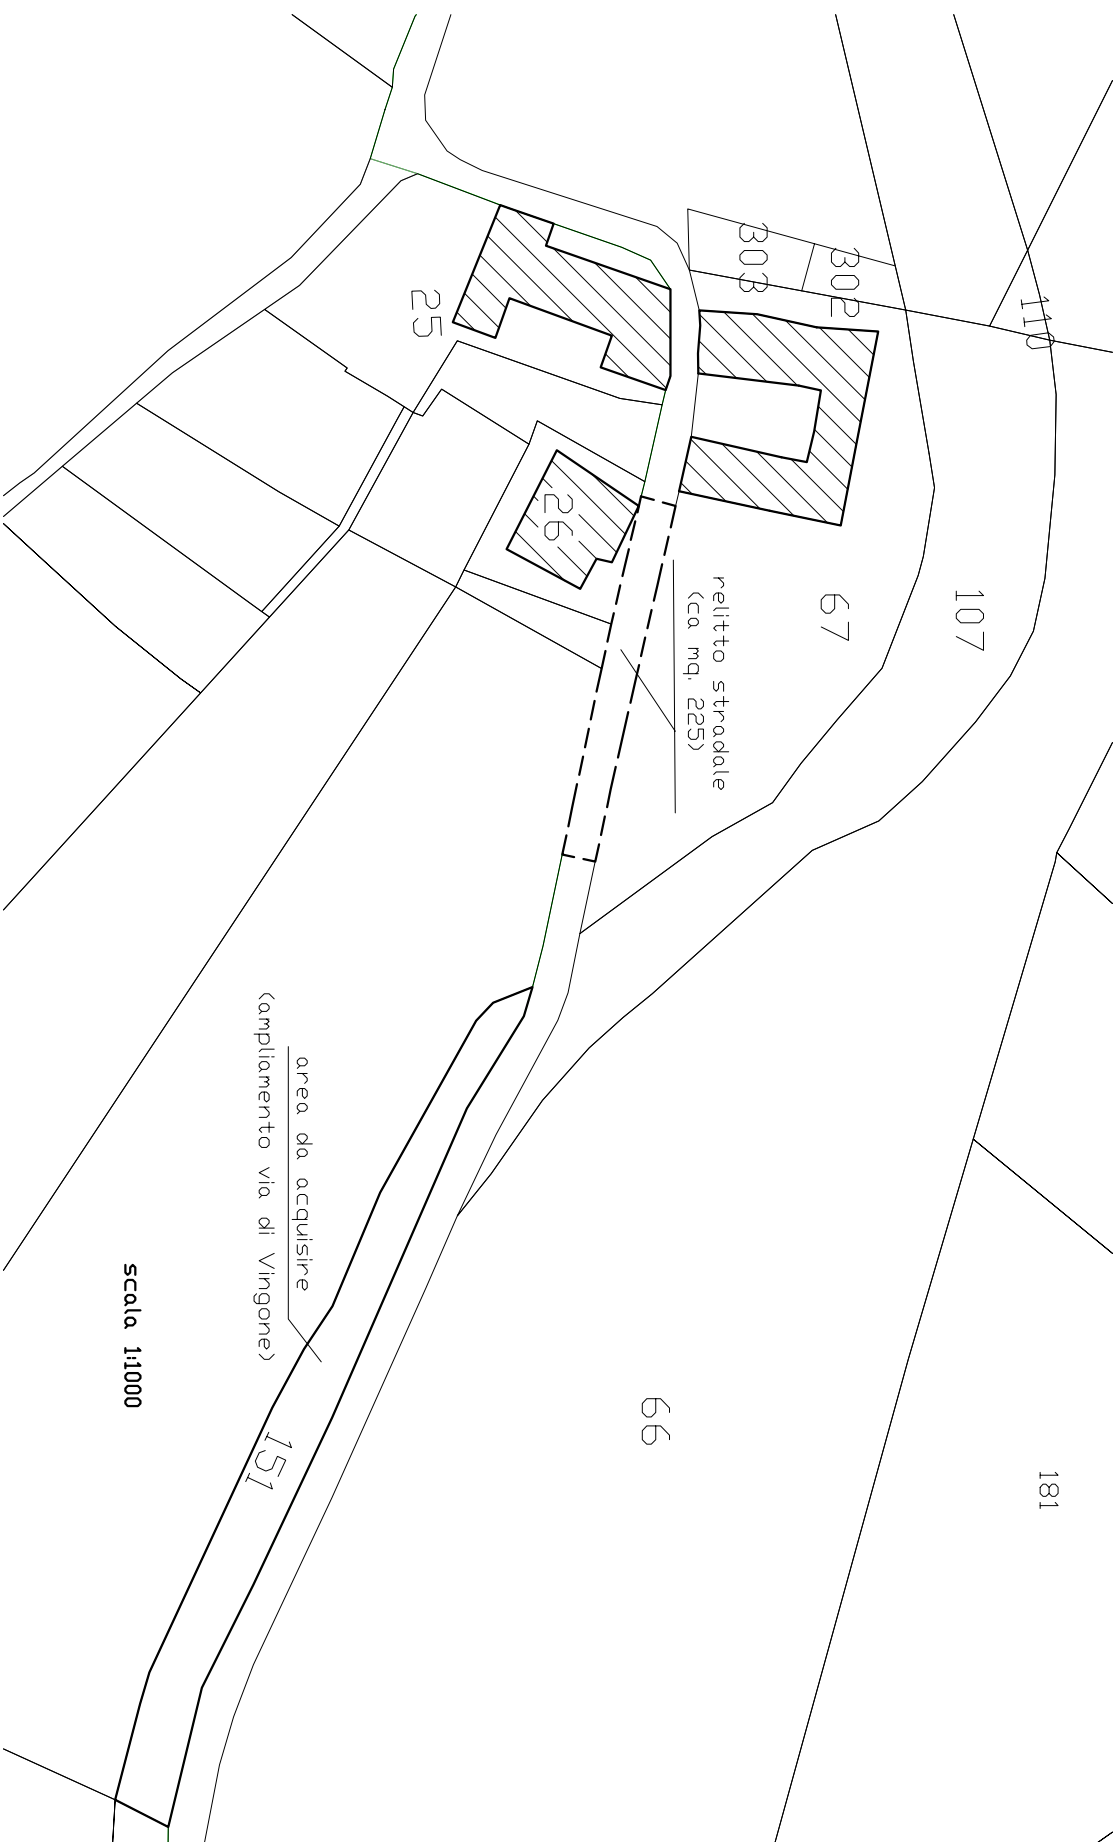 303
302
110
25
26
67
107
relitto stradale
(ca mq. 225)
area da acquisire
(ampliamento via di Vingone)
scala 1:1000
66
151
181